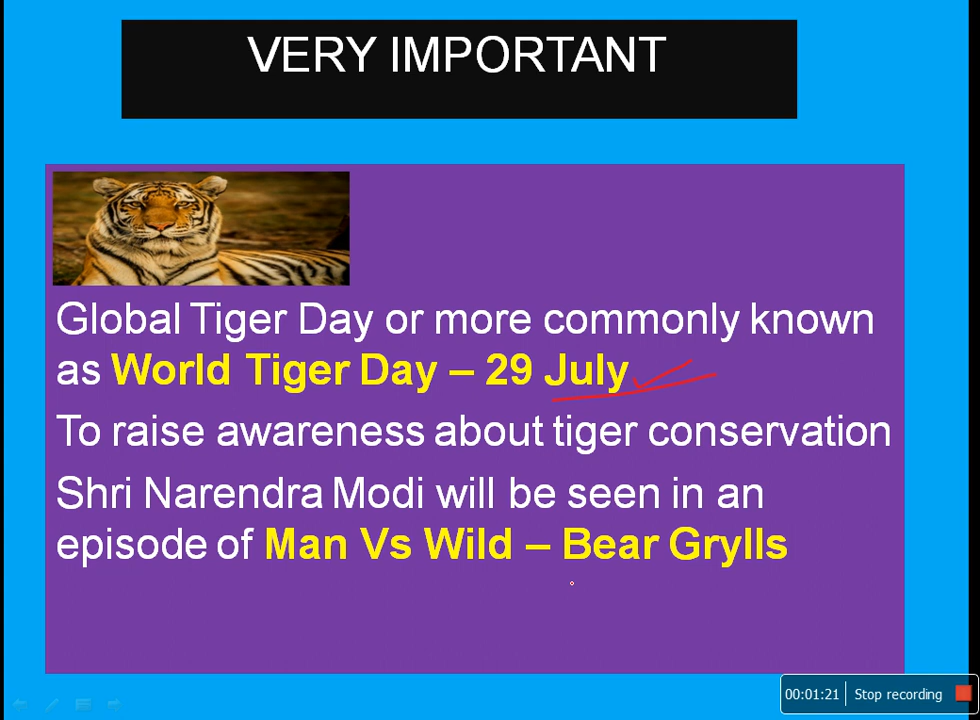 VERY IMPORTANT
Global Tiger Day or more commonly known
as World Tiger Day – 29 July
To raise awareness about tiger conservation
Shri Narendra Modi will be seen in an
episode of Man Vs Wild – Bear Grylls
00:01:21 Stop recording